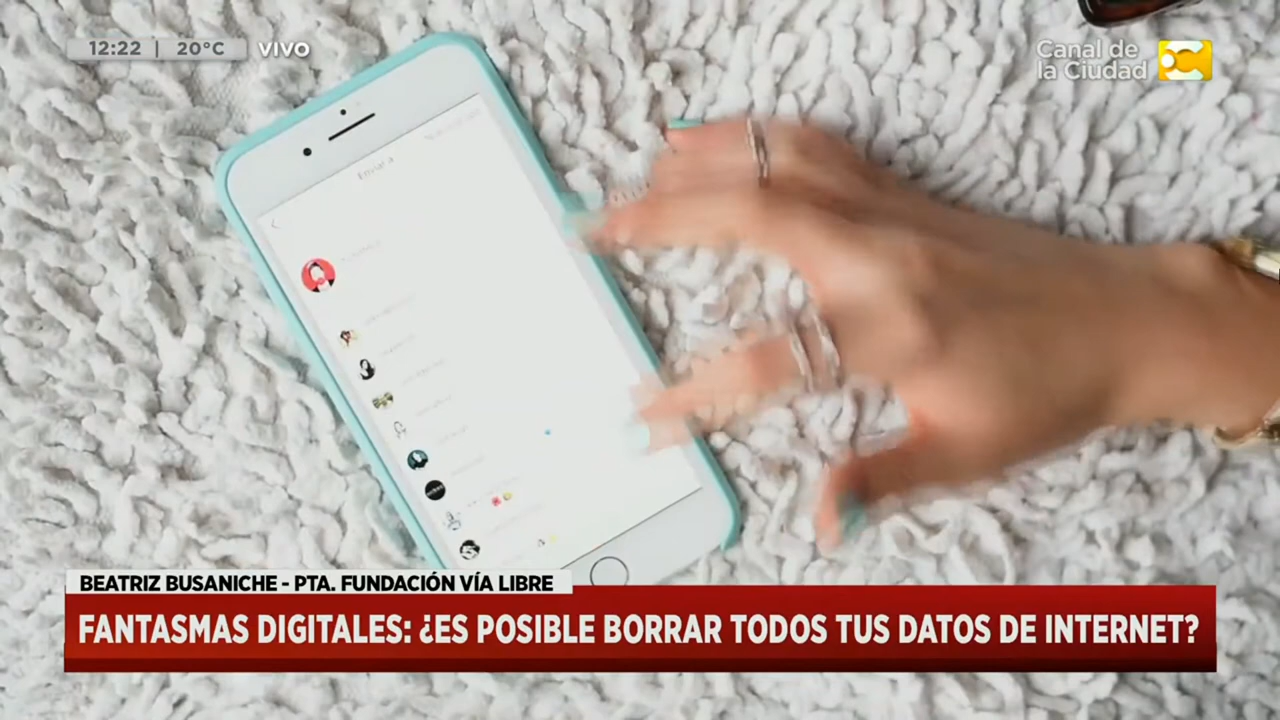 12:22 | 20°C VIVO
Canal de
la Ciudad
Enviar a
BEATRIZ BUSANICHE - PTA. FUNDACIÓN VÍA LIBRE
FANTASMAS DIGITALES: ¿ES POSIBLE BORRAR TODOS TUS DATOS DE INTERNET?